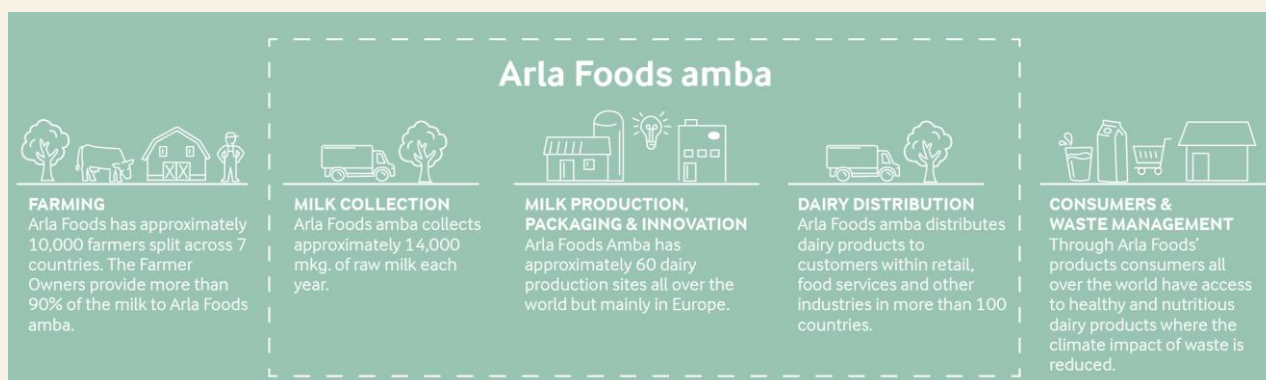 Arla Foods amba
FARMING
Arla Foods has approximately
10,000 farmers split across 7
countries. The Farmer
Owners provide more than
90% of the milk to Arla Foods
amba.
MILK COLLECTION
Arla Foods amba collects
approximately 14,000
mkg. of raw milk each
year.
MILK PRODUCTION,
PACKAGING & INNOVATION
Arla Foods Amba has
approximately 60 dairy
production sites all over the
world but mainly in Europe.
DAIRY DISTRIBUTION
Arla Foods amba distributes
dairy products to
customers within retail,
food services and other
industries in more than 100
countries.
CONSUMERS &
WASTE MANAGEMENT
Through Arla Foods'
products consumers all
over the world have access
to healthy and nutritious
dairy products where the
climate impact of waste is
reduced.